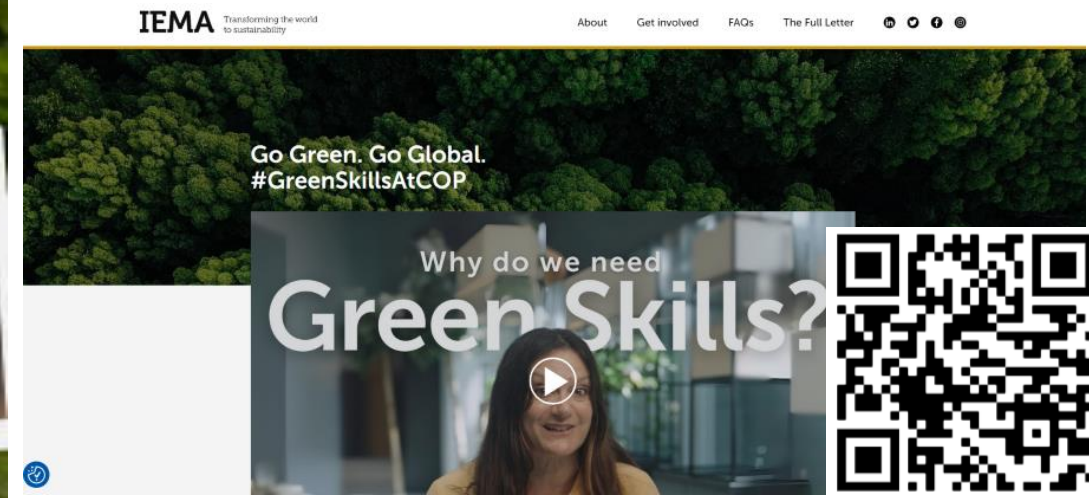 IEMA
Transforming the world
to sustainability
About Get involved FAQs The Full Letter
Go Green. Go Global.
#GreenSkillsAtCOP
Why do we need
Green Skills?